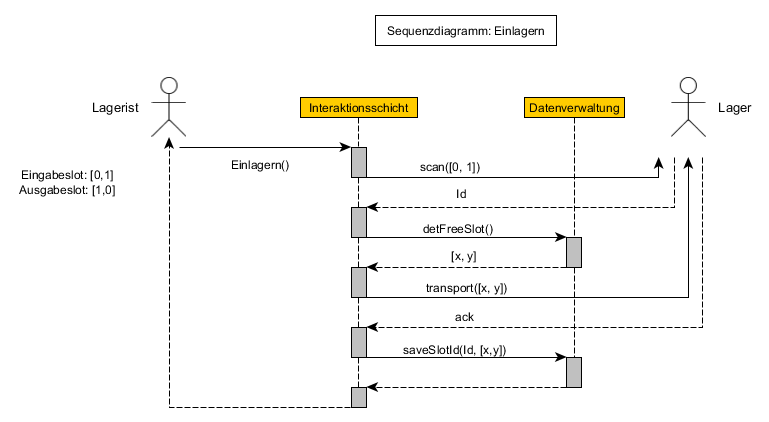 Sequenzdiagramm: Einlagern
Lagerist
Interaktionsschicht
Datenverwaltung
Lager
Einlagern()
scan([0, 1])
Eingabeslot: [0,1]
Ausgabeslot: [1,0]
Id
detFreeSlot()
[x, y]
transport([x, y])
ack
saveSlotId(Id, [x,y])